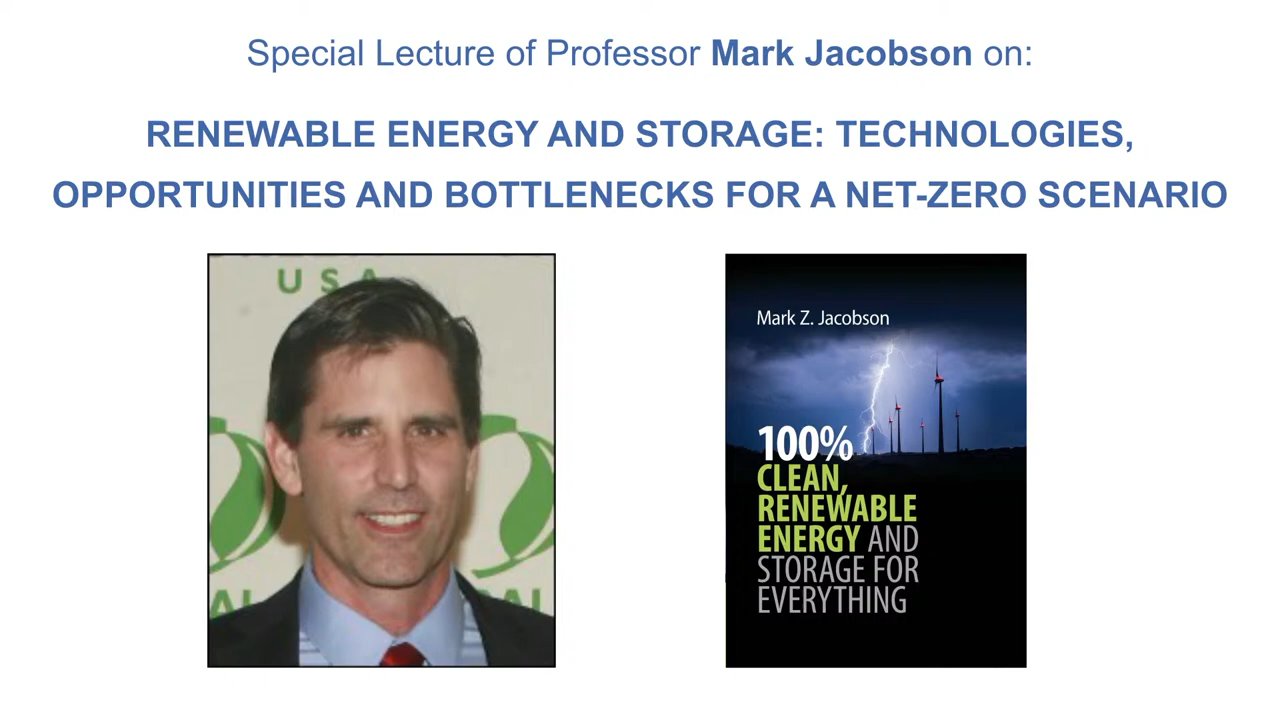 Special Lecture of Professor Mark Jacobson on:
RENEWABLE ENERGY AND STORAGE: TECHNOLOGIES,
OPPORTUNITIES AND BOTTLENECKS FOR A NET-ZERO SCENARIO
USA
Mark Z. Jacobson
100%
CLEAN,
RENEWABLE
ENERGY AND
STORAGE FOR
EVERYTHING